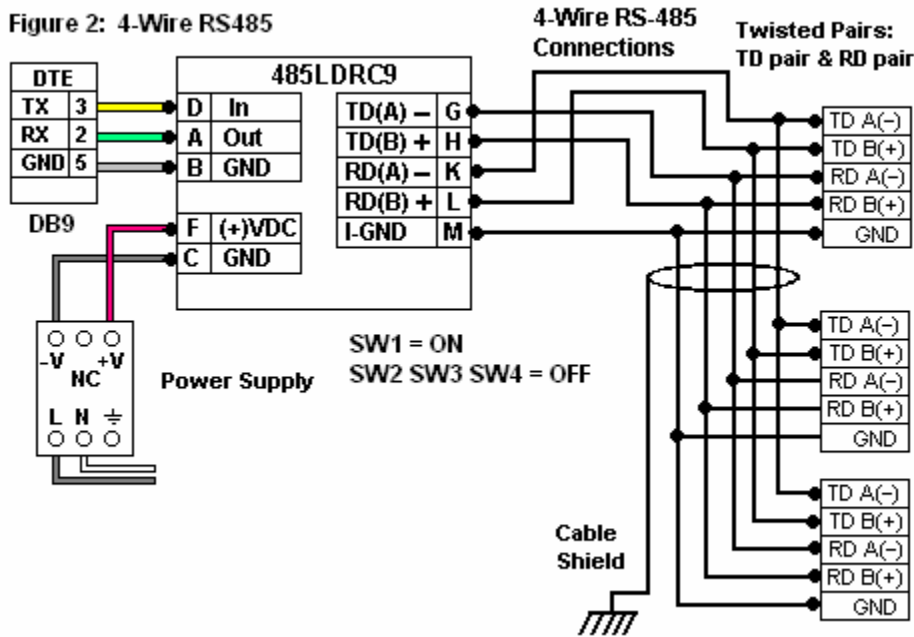 Figure 2: 4-Wire RS485
4-Wire RS-485
Connections
Twisted Pairs:
TD pair & RD pair
DTE
TX 3
RX 2
GND 5
DB9
485LDRC9
D In
A Out
B GND
F (+)VDC
C GND
TD(A) – G
TD(B) + H
RD(A) – K
RD(B) + L
I-GND M
TD A(–)
TD B(+)
RD A(–)
RD B(+)
GND
-V +V
NC
L N
Power Supply
SW1 = ON
SW2 SW3 SW4 = OFF
TD A(–)
TD B(+)
RD A(–)
RD B(+)
GND
TD A(–)
TD B(+)
RD A(–)
RD B(+)
GND
Cable
Shield